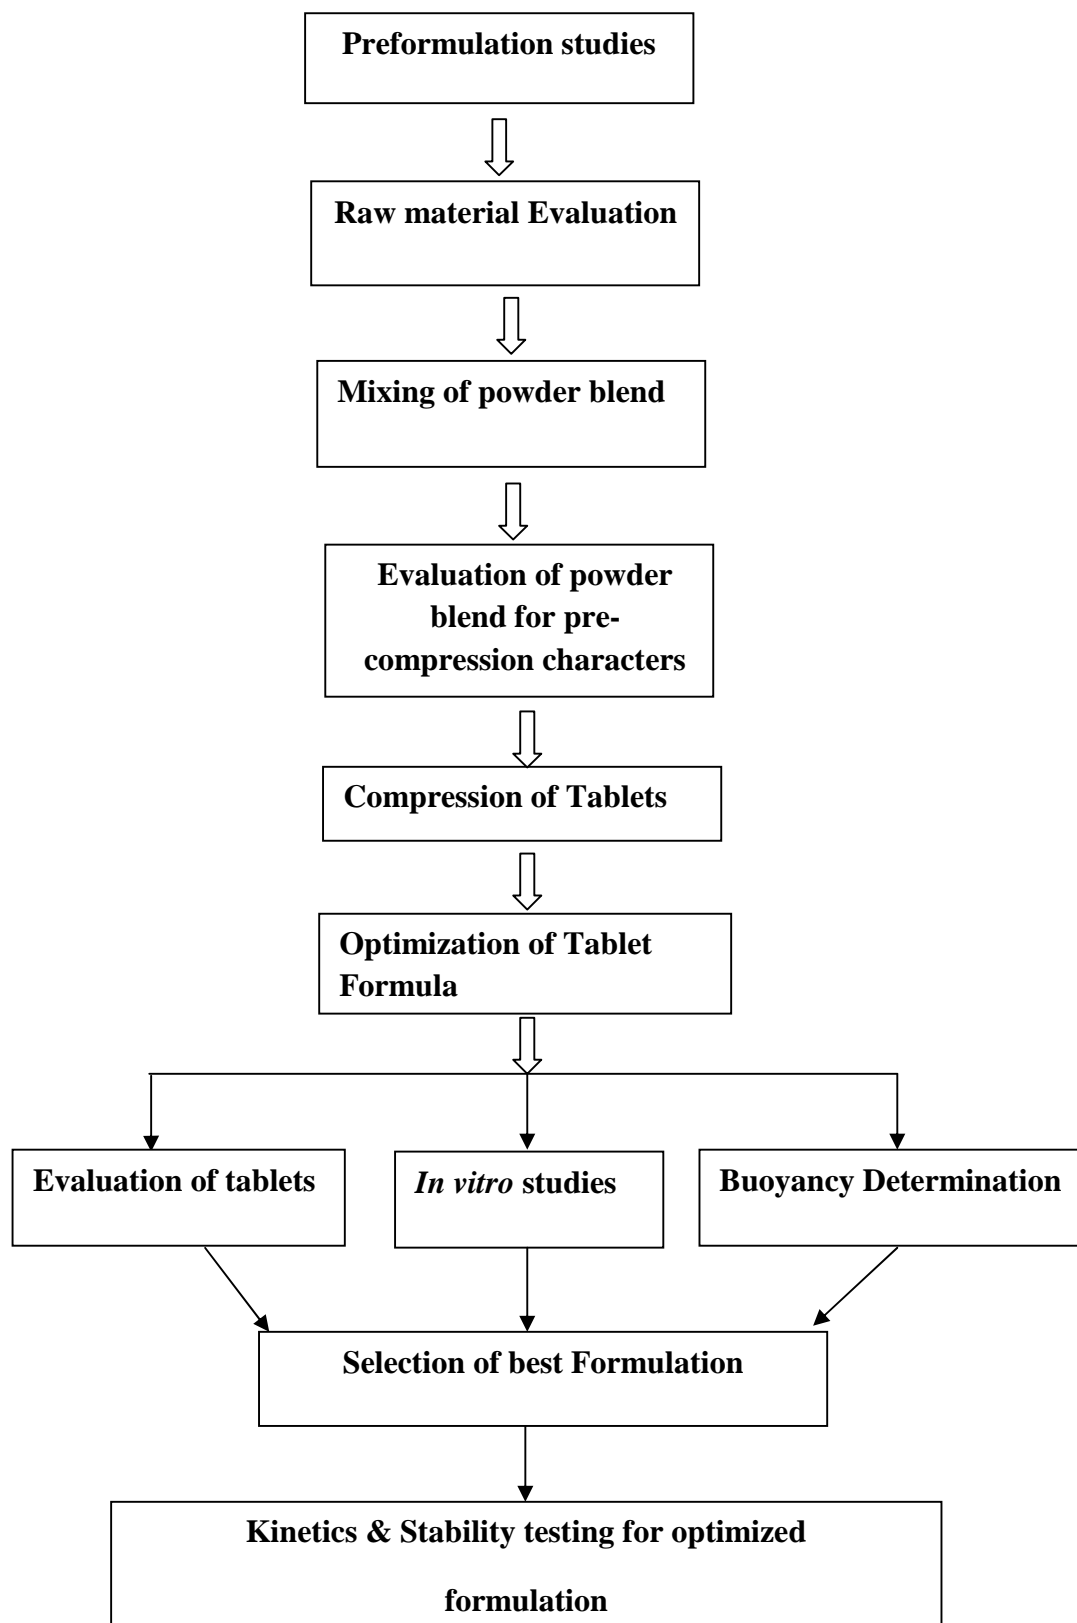 Preformulation studies
Raw material Evaluation
Mixing of powder blend
Evaluation of powder
blend for pre-
compression characters
Compression of Tablets
Optimization of Tablet
Formula
Evaluation of tablets
In vitro studies
Buoyancy Determination
Selection of best Formulation
Kinetics & Stability testing for optimized
formulation